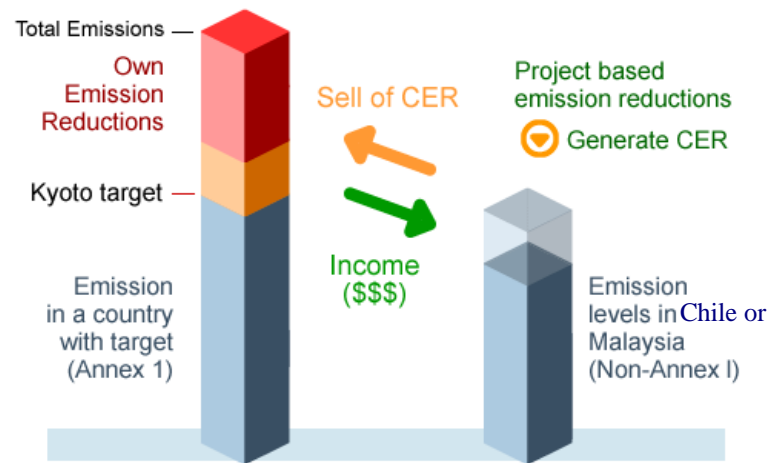 Total Emissions
Own
Emission
Reductions
Kyoto target
Emission
in a country
with target
(Annex 1)
Sell of CER
Income
($$$)
Project based
emission reductions
Generate CER
Emission
levels in Chile or
Malaysia
(Non-Annex I)